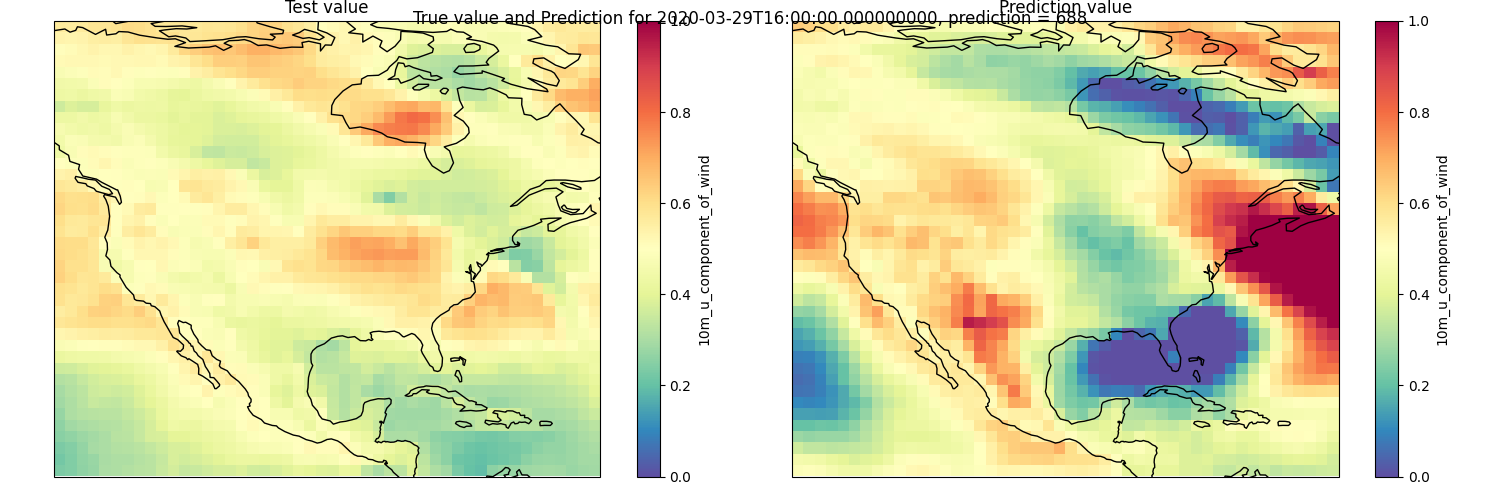 Test value
Prediction value
True value and Prediction for 2020-03-29T16:00:00.000000000, prediction = 688
1.0
0.8
0.6
0.4
0.2
0.0
10m_u_component_of_wind
1.0
0.8
0.6
0.4
0.2
0.0
10m_u_component_of_wind